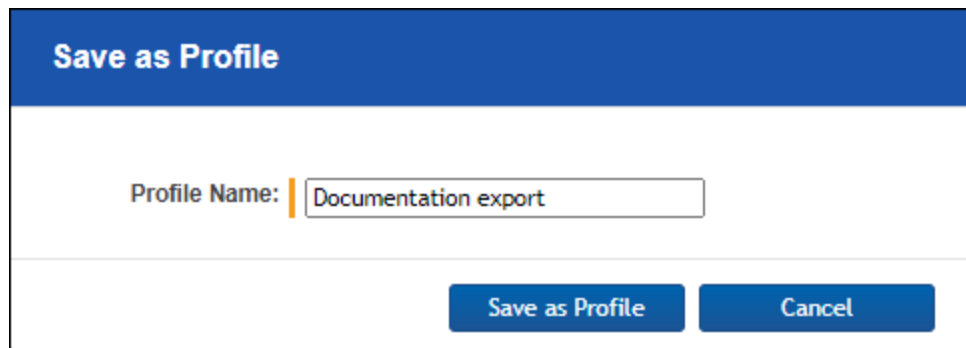 Save as Profile
Profile Name: Documentation export
Save as Profile Cancel